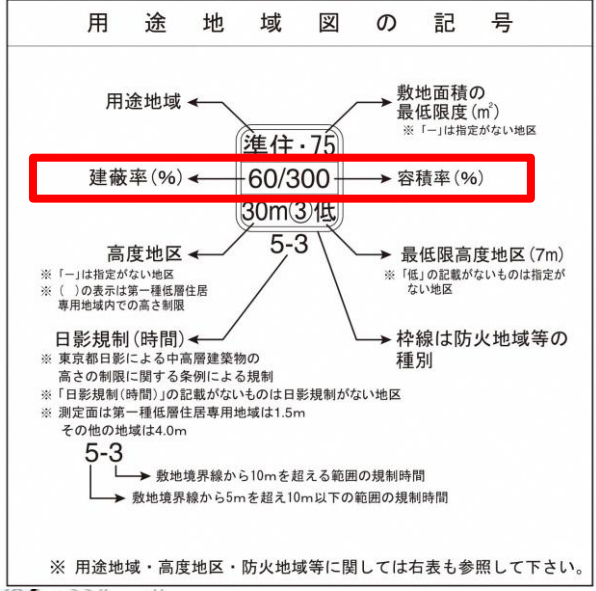 用途地域図の記号
用途地域
敷地面積の
最低限度(㎡)
※「−」は指定がない地区
準住・75
建蔽率(%)
60/300
容積率(%)
30m③低
高度地区
5-3
最低限高度地区(7m)
※「−」は指定がない地区
※( )の表示は第一種低層住居
専用地域内での高さ制限
※「低」の記載がないものは指定が
ない地区
日影規制(時間)
枠線は防火地域等の
種別
※ 東京都日影による中高層建築物の
高さの制限に関する条例による規制
※「日影規制(時間)」の記載がないものは日影規制がない地区
※ 測定面は第一種低層住居専用地域は1.5m
その他の地域は4.0m
5-3
敷地境界線から10mを超える範囲の規制時間
敷地境界線から5mを超え10m以下の範囲の規制時間
※ 用途地域・高度地区・防火地域等に関しては右表も参照して下さい。